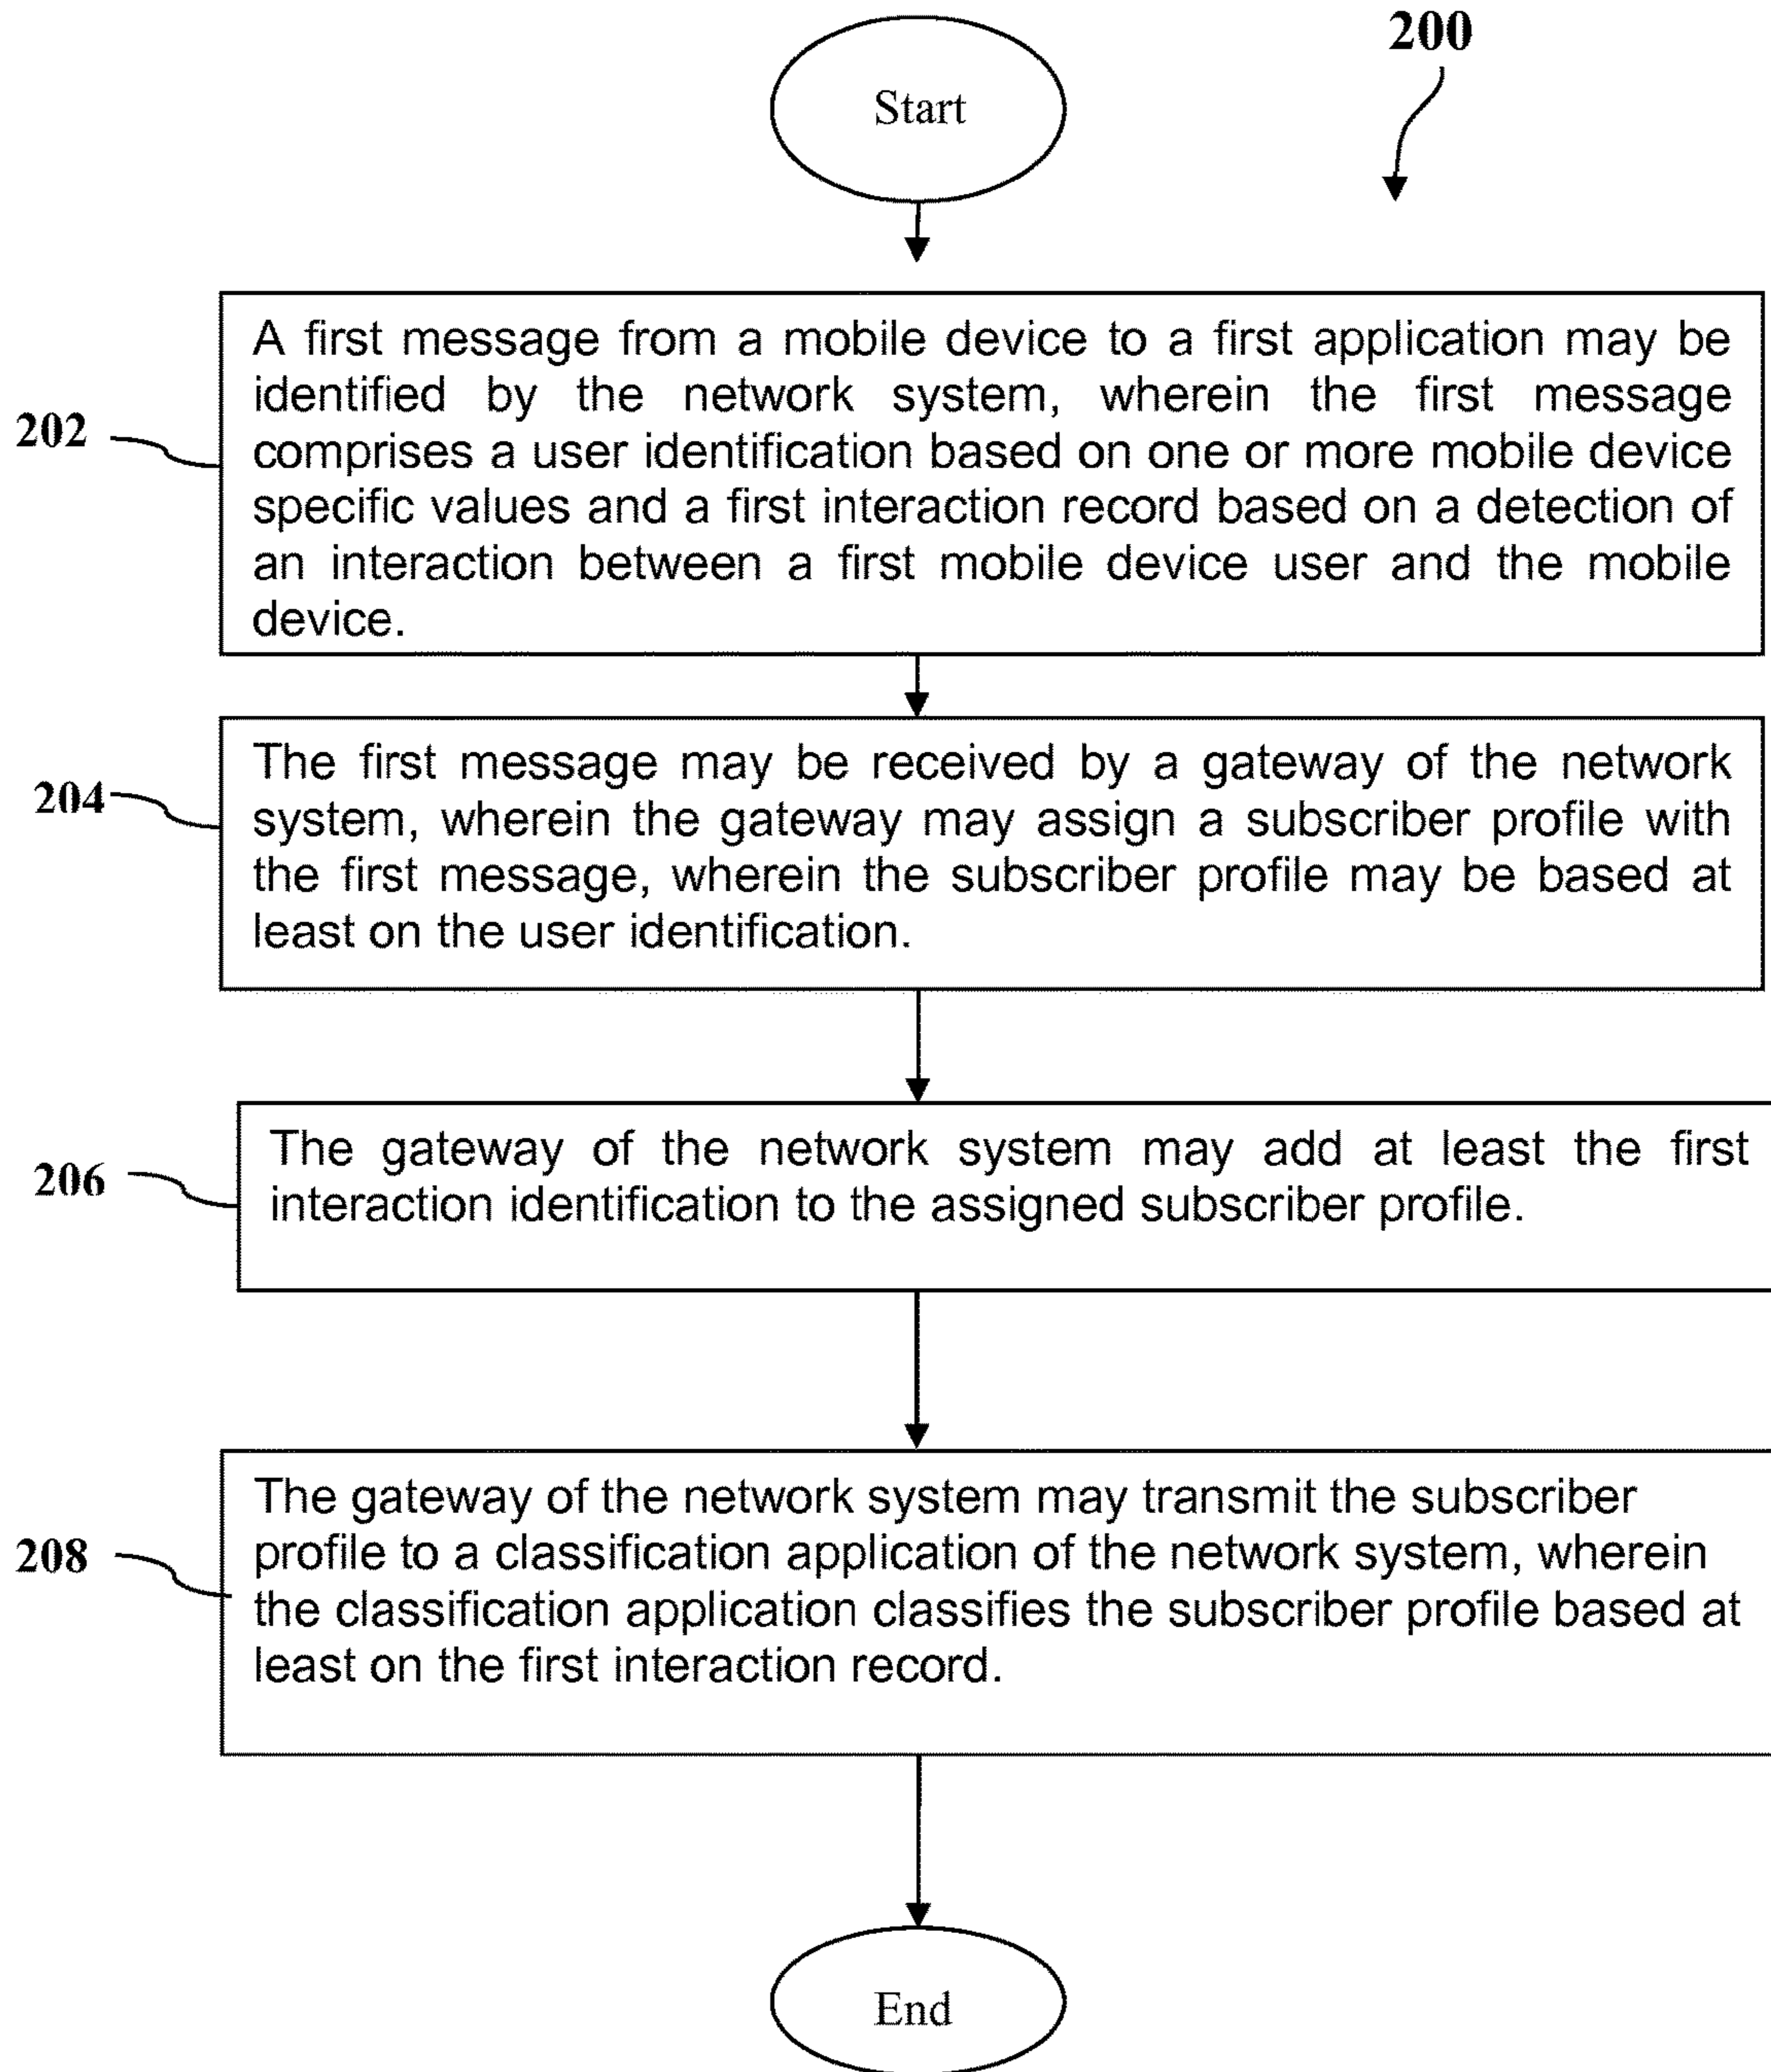 200
Start
202
A first message from a mobile device to a first application may be
identified by the network system, wherein the first message
comprises a user identification based on one or more mobile device
specific values and a first interaction record based on a detection of
an interaction between a first mobile device user and the mobile
device.
204
The first message may be received by a gateway of the network
system, wherein the gateway may assign a subscriber profile with
the first message, wherein the subscriber profile may be based at
least on the user identification.
206
The gateway of the network system may add at least the first
interaction identification to the assigned subscriber profile.
208
The gateway of the network system may transmit the subscriber
profile to a classification application of the network system, wherein
the classification application classifies the subscriber profile based at
least on the first interaction record.
End